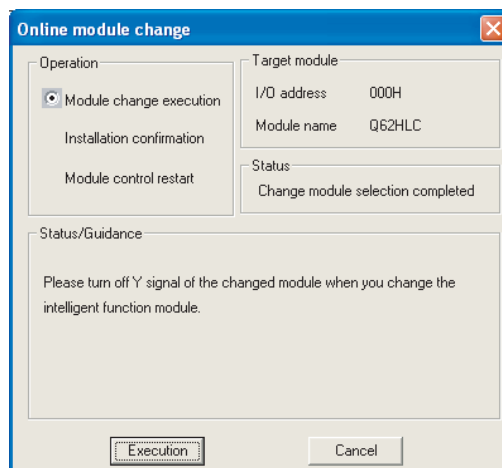 Online module change
Operation
Module change execution
Installation confirmation
Module control restart
Target module
I/O address 000H
Module name Q62HLC
Status
Change module selection completed
Status/Guidance
Please turn off Y signal of the changed module when you change the
intelligent function module.
Execution Cancel